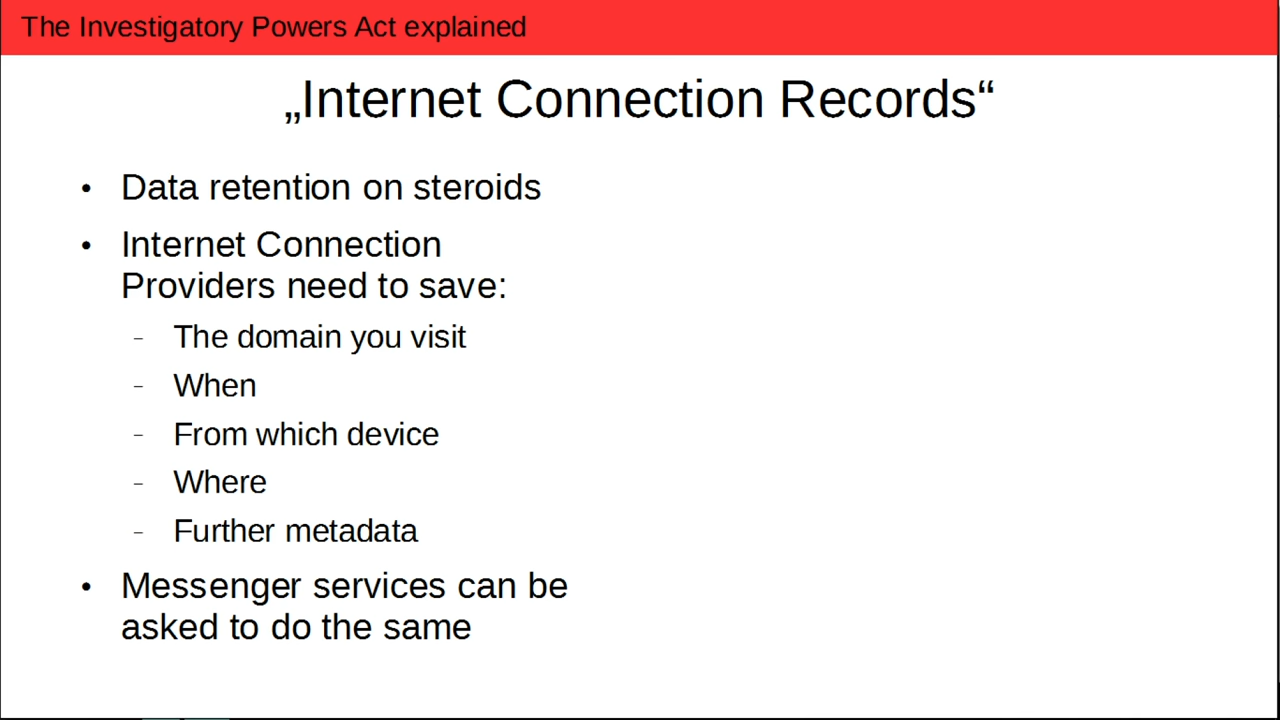 The Investigatory Powers Act explained
„Internet Connection Records“
• Data retention on steroids
• Internet Connection
Providers need to save:
– The domain you visit
– When
– From which device
– Where
– Further metadata
• Messenger services can be
asked to do the same